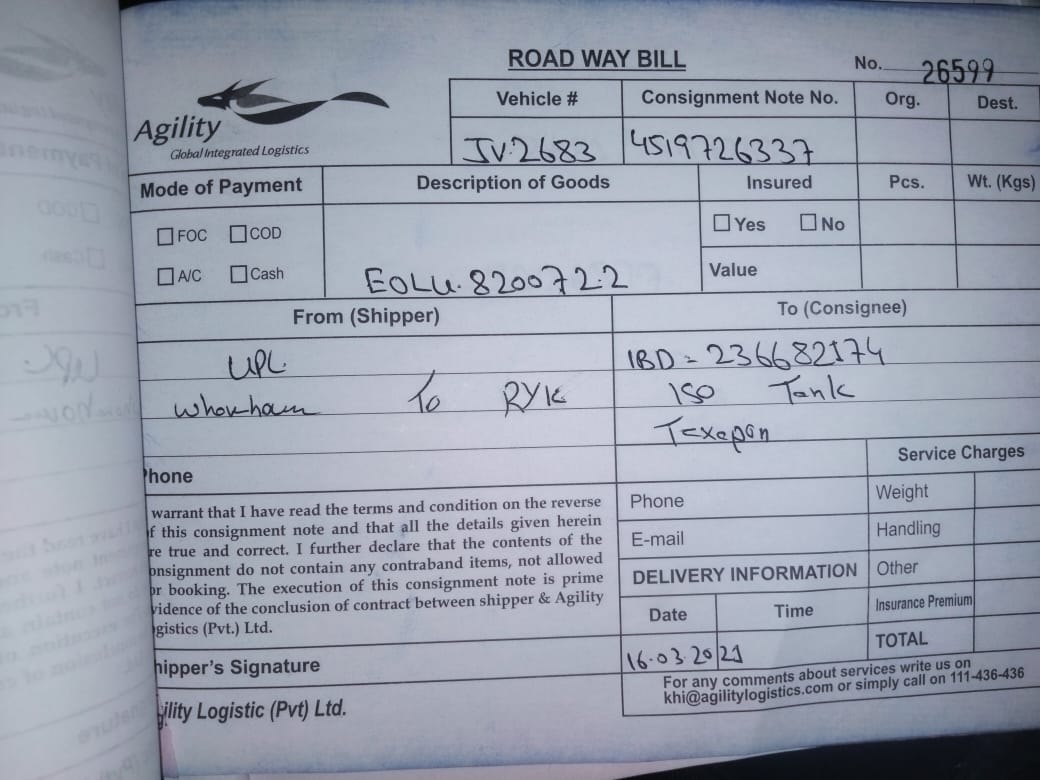 ROAD WAY BILL
No. 26599
Agility
Global Integrated Logistics
Vehicle # Consignment Note No. Org. Dest.
JV.2683 4519726337
Mode of Payment Description of Goods Insured Pcs. Wt. (Kgs)
FOC COD Yes No
A/C Cash EOLU.8200722 Value
From (Shipper) To (Consignee)
UPL. IBD = 236682174
To RYK ISO Tank
Texapon
hone Service Charges
Phone Weight
E-mail Handling
DELIVERY INFORMATION Other
Date Time Insurance Premium
16.03.2021 TOTAL
warrant that I have read the terms and condition on the reverse
f this consignment note and that all the details given herein
re true and correct. I further declare that the contents of the
onsignment do not contain any contraband items, not allowed
or booking. The execution of this consignment note is prime
vidence of the conclusion of contract between shipper & Agility
gistics (Pvt.) Ltd.
hipper's Signature
For any comments about services write us on
khi@agilitylogistics.com or simply call on 111-436-436
gility Logistic (Pvt) Ltd.